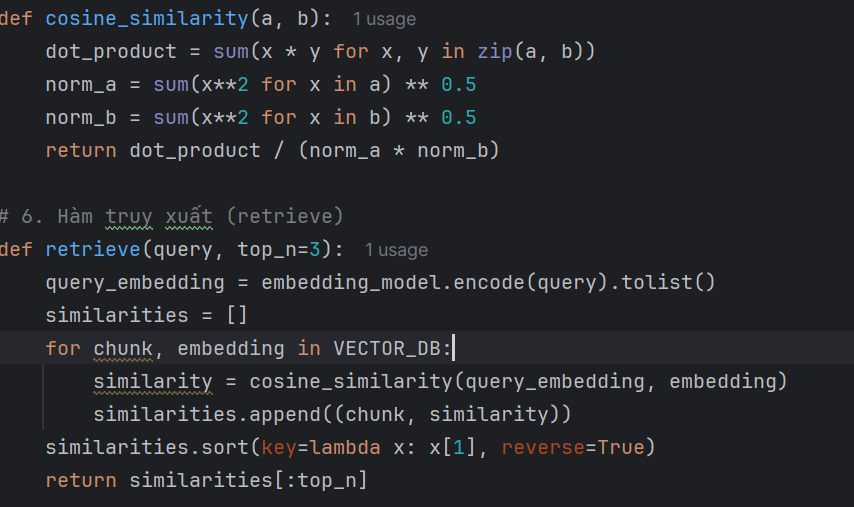 def cosine_similarity(a, b):  1 usage
    dot_product = sum(x * y for x, y in zip(a, b))
    norm_a = sum(x**2 for x in a) ** 0.5
    norm_b = sum(x**2 for x in b) ** 0.5
    return dot_product / (norm_a * norm_b)

# 6. Hàm truy xuất (retrieve)
def retrieve(query, top_n=3):  1 usage
    query_embedding = embedding_model.encode(query).tolist()
    similarities = []
    for chunk, embedding in VECTOR_DB:
        similarity = cosine_similarity(query_embedding, embedding)
        similarities.append((chunk, similarity))
    similarities.sort(key=lambda x: x[1], reverse=True)
    return similarities[:top_n]